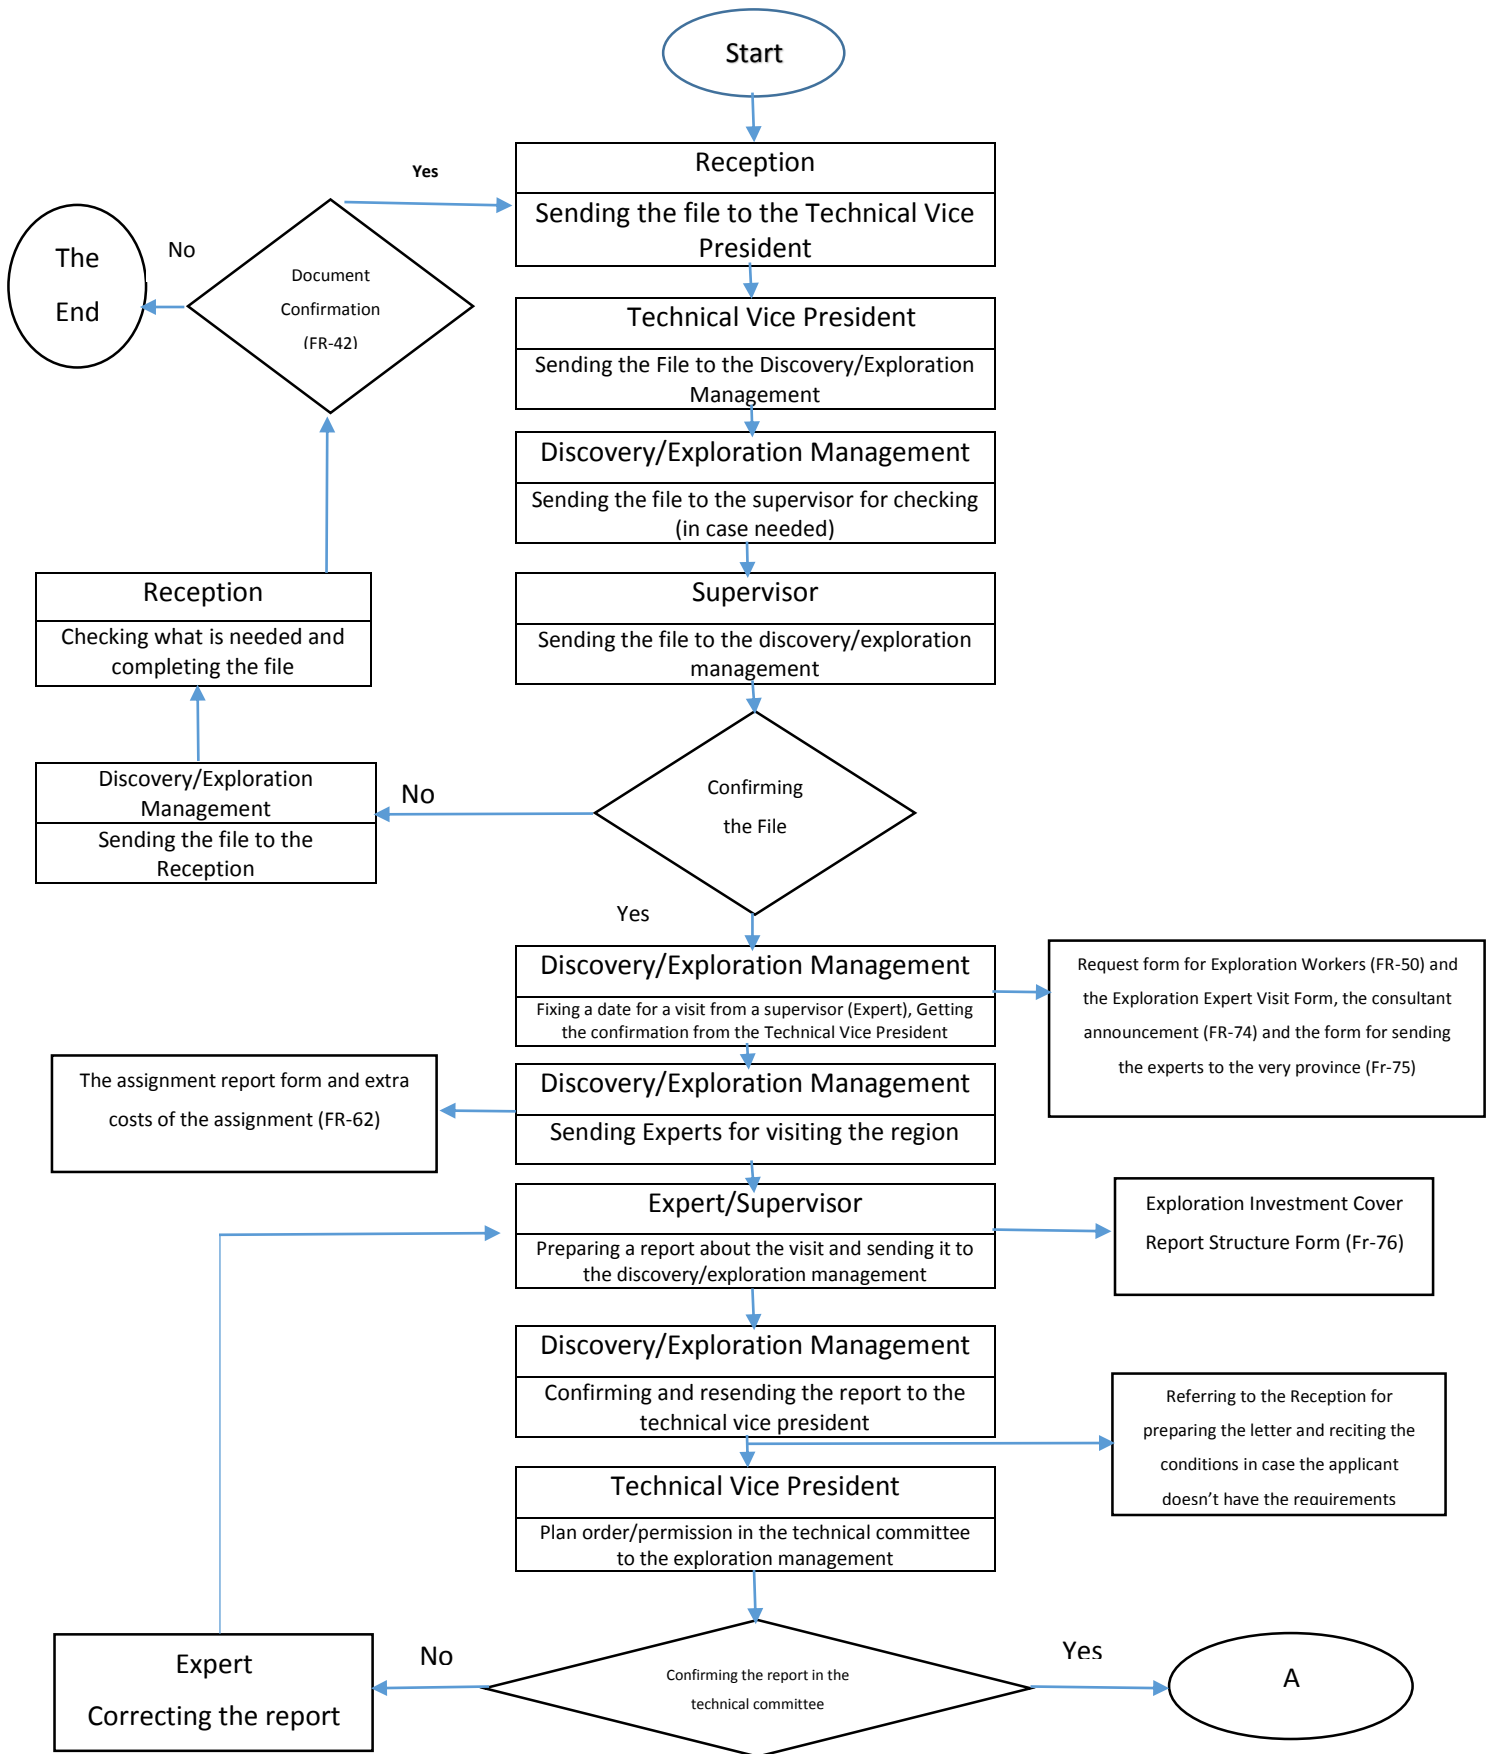 Start
Reception
Sending the file to the Technical Vice
President
Yes
The
End
No
Document
Confirmation
(FR-42)
Technical Vice President
Sending the File to the Discovery/Exploration
Management
Discovery/Exploration Management
Sending the file to the supervisor for checking
(in case needed)
Reception
Checking what is needed and
completing the file
Supervisor
Sending the file to the discovery/exploration
management
Discovery/Exploration
Management
Sending the file to the
Reception
No
Confirming
the File
Yes
Discovery/Exploration Management
Fixing a date for a visit from a supervisor (Expert), Getting
the confirmation from the Technical Vice President
Request form for Exploration Workers (FR-50) and
the Exploration Expert Visit Form, the consultant
announcement (FR-74) and the form for sending
the experts to the very province (Fr-75)
The assignment report form and extra
costs of the assignment (FR-62)
Discovery/Exploration Management
Sending Experts for visiting the region
Expert/Supervisor
Preparing a report about the visit and sending it to
the discovery/exploration management
Exploration Investment Cover
Report Structure Form (Fr-76)
Discovery/Exploration Management
Confirming and resending the report to the
technical vice president
Referring to the Reception for
preparing the letter and reciting the
conditions in case the applicant
doesn't have the requirements
Technical Vice President
Plan order/permission in the technical committee
to the exploration management
Expert
Correcting the report
No
Confirming the report in the
technical committee
Yes
A